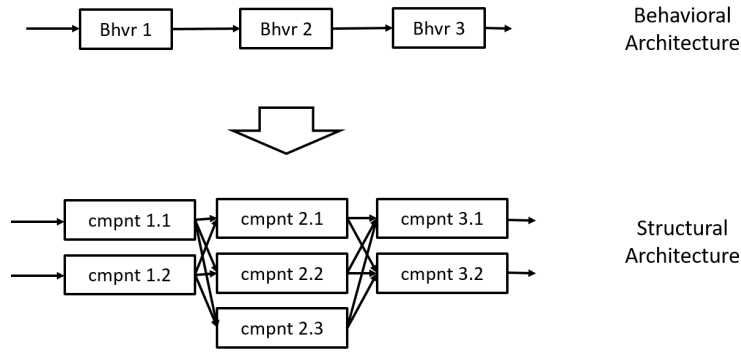 Bhvr 1
Bhvr 2
Bhvr 3
Behavioral
Architecture
cmpnt 1.1
cmpnt 2.1
cmpnt 3.1
cmpnt 1.2
cmpnt 2.2
cmpnt 3.2
cmpnt 2.3
Structural
Architecture